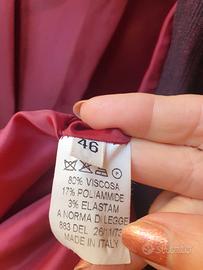 46
80% VISCOSA
17% POLIAMMIDE
3% ELASTAM
A NORMA DI LEGGE
883 DEL 26/11/73
MADE IN ITALY